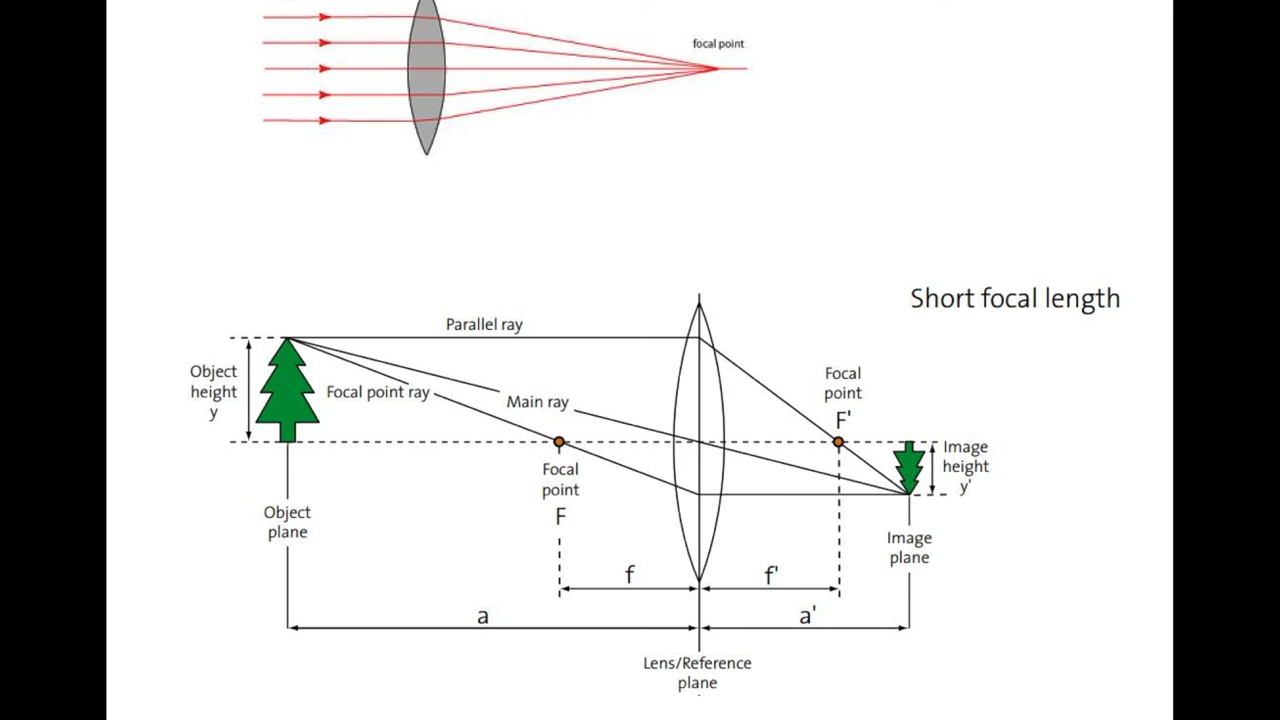 focal point
Short focal length
Parallel ray
Object
height
y
Focal point ray
Main ray
Focal
point
F'
Focal
point
F
Image
height
y'
Object
plane
Image
plane
f
f'
a
a'
Lens/Reference
plane